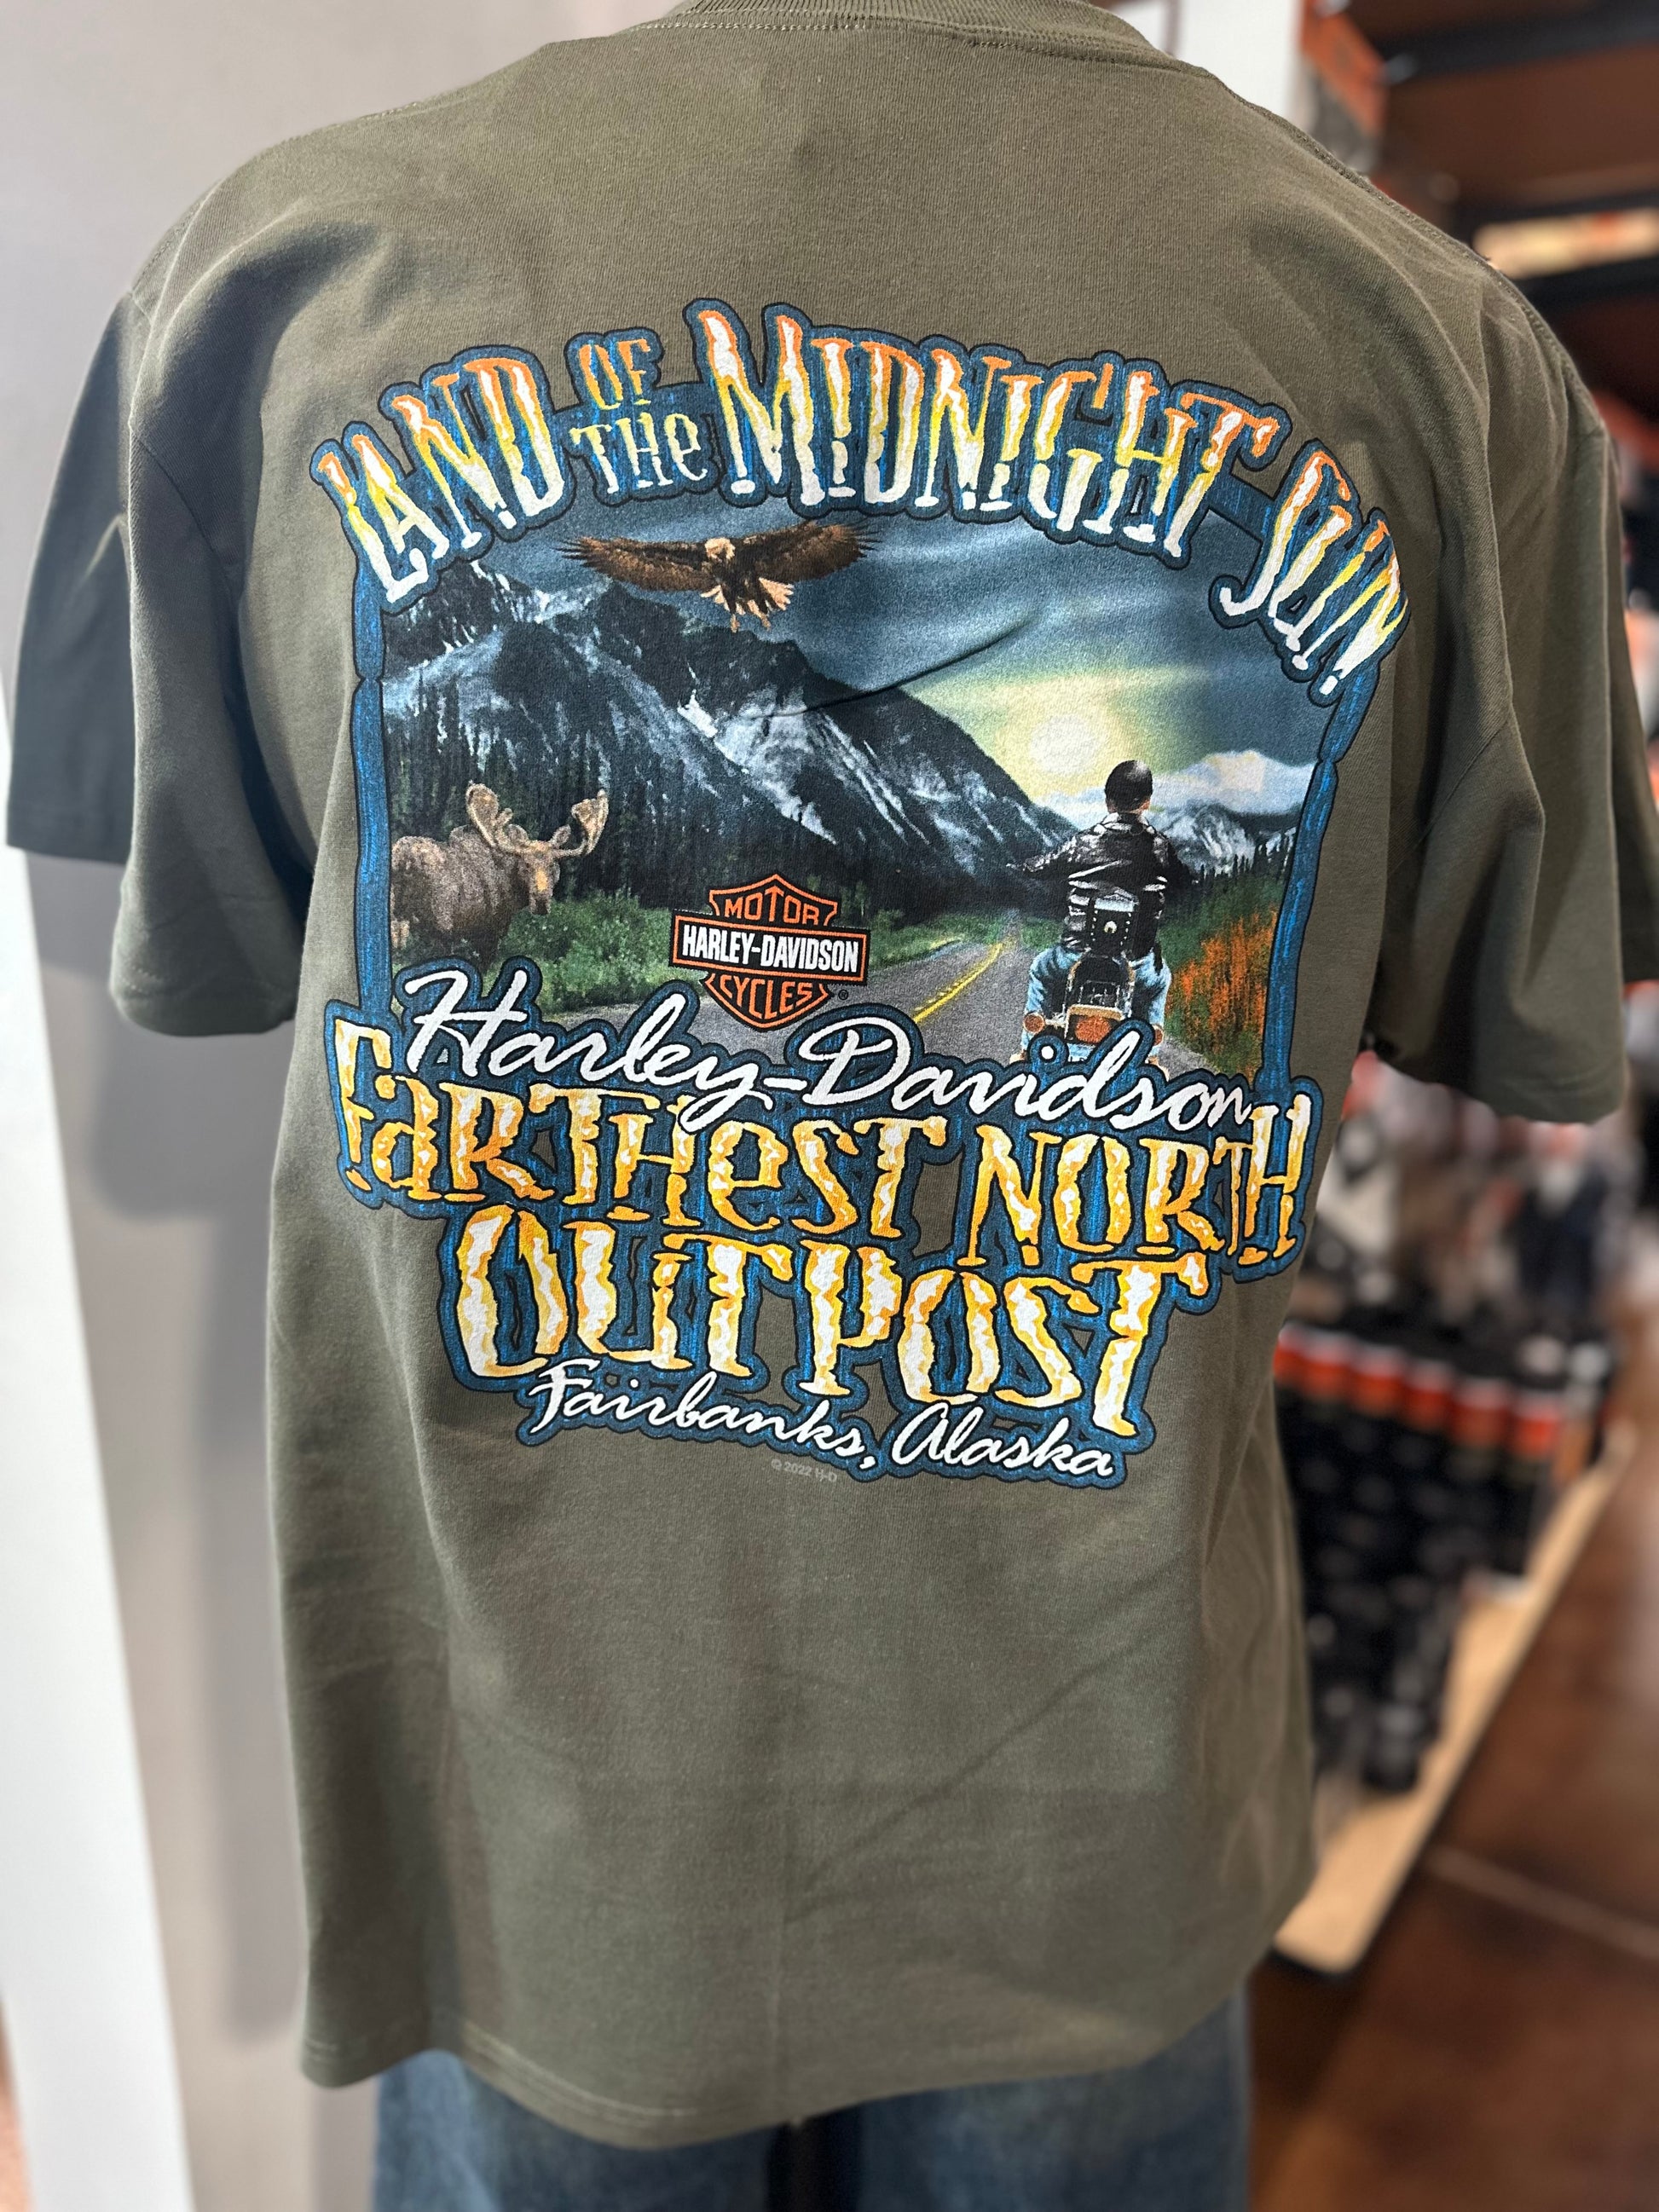 LAND OF THE MIDNIGHT SUN
MOTOR
HARLEY-DAVIDSON
CYCLES
®
Harley-Davidson
FARTHEST NORTH
OUTPOST
Fairbanks, Alaska
© 2022 H-D